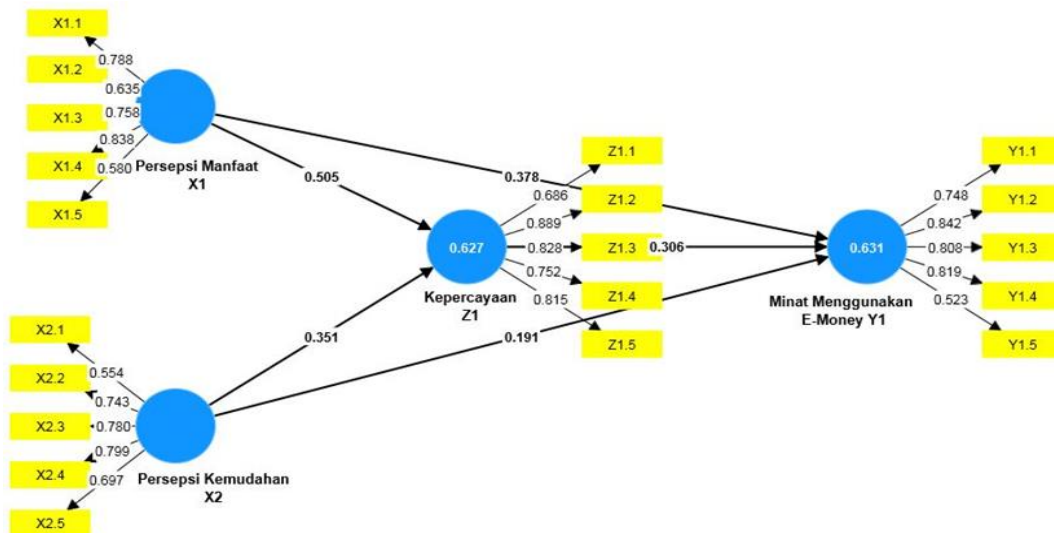 X1.1
X1.2
X1.3
X1.4
X1.5
0.788
0.635
0.758
0.838
0.580
Persepsi Manfaat
X1
0.505
0.378
0.351
0.306
0.191
0.627
Kepercayaan
Z1
Z1.1
Z1.2
Z1.3
Z1.4
Z1.5
0.686
0.889
0.828
0.752
0.815
0.631
Minat Menggunakan
E-Money Y1
0.748
0.842
0.808
0.819
0.523
Y1.1
Y1.2
Y1.3
Y1.4
Y1.5
X2.1
X2.2
X2.3
X2.4
X2.5
0.554
0.743
0.780
0.799
0.697
Persepsi Kemudahan
X2